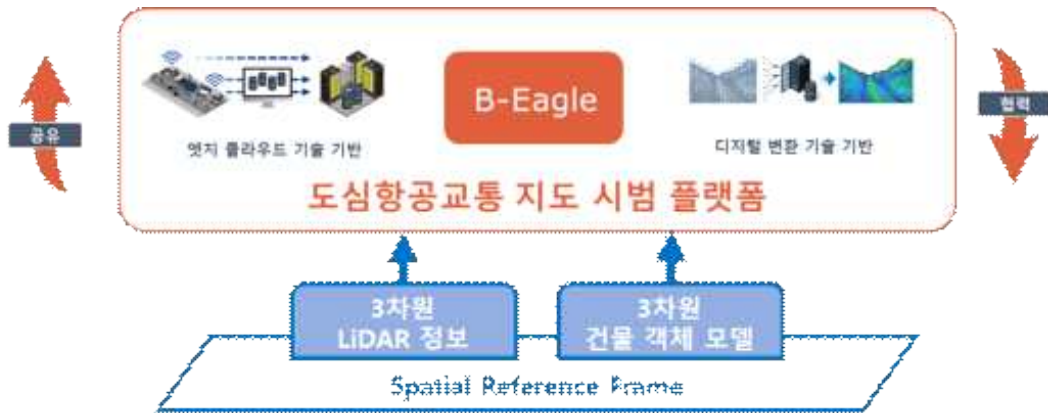 B-Eagle
공유
협력
엣지 클라우드 기술 기반
디지털 변환 기술 기반
도심항공교통 지도 시범 플랫폼
3차원
LiDAR 정보
3차원
건물 객체 모델
Spatial Reference Frame